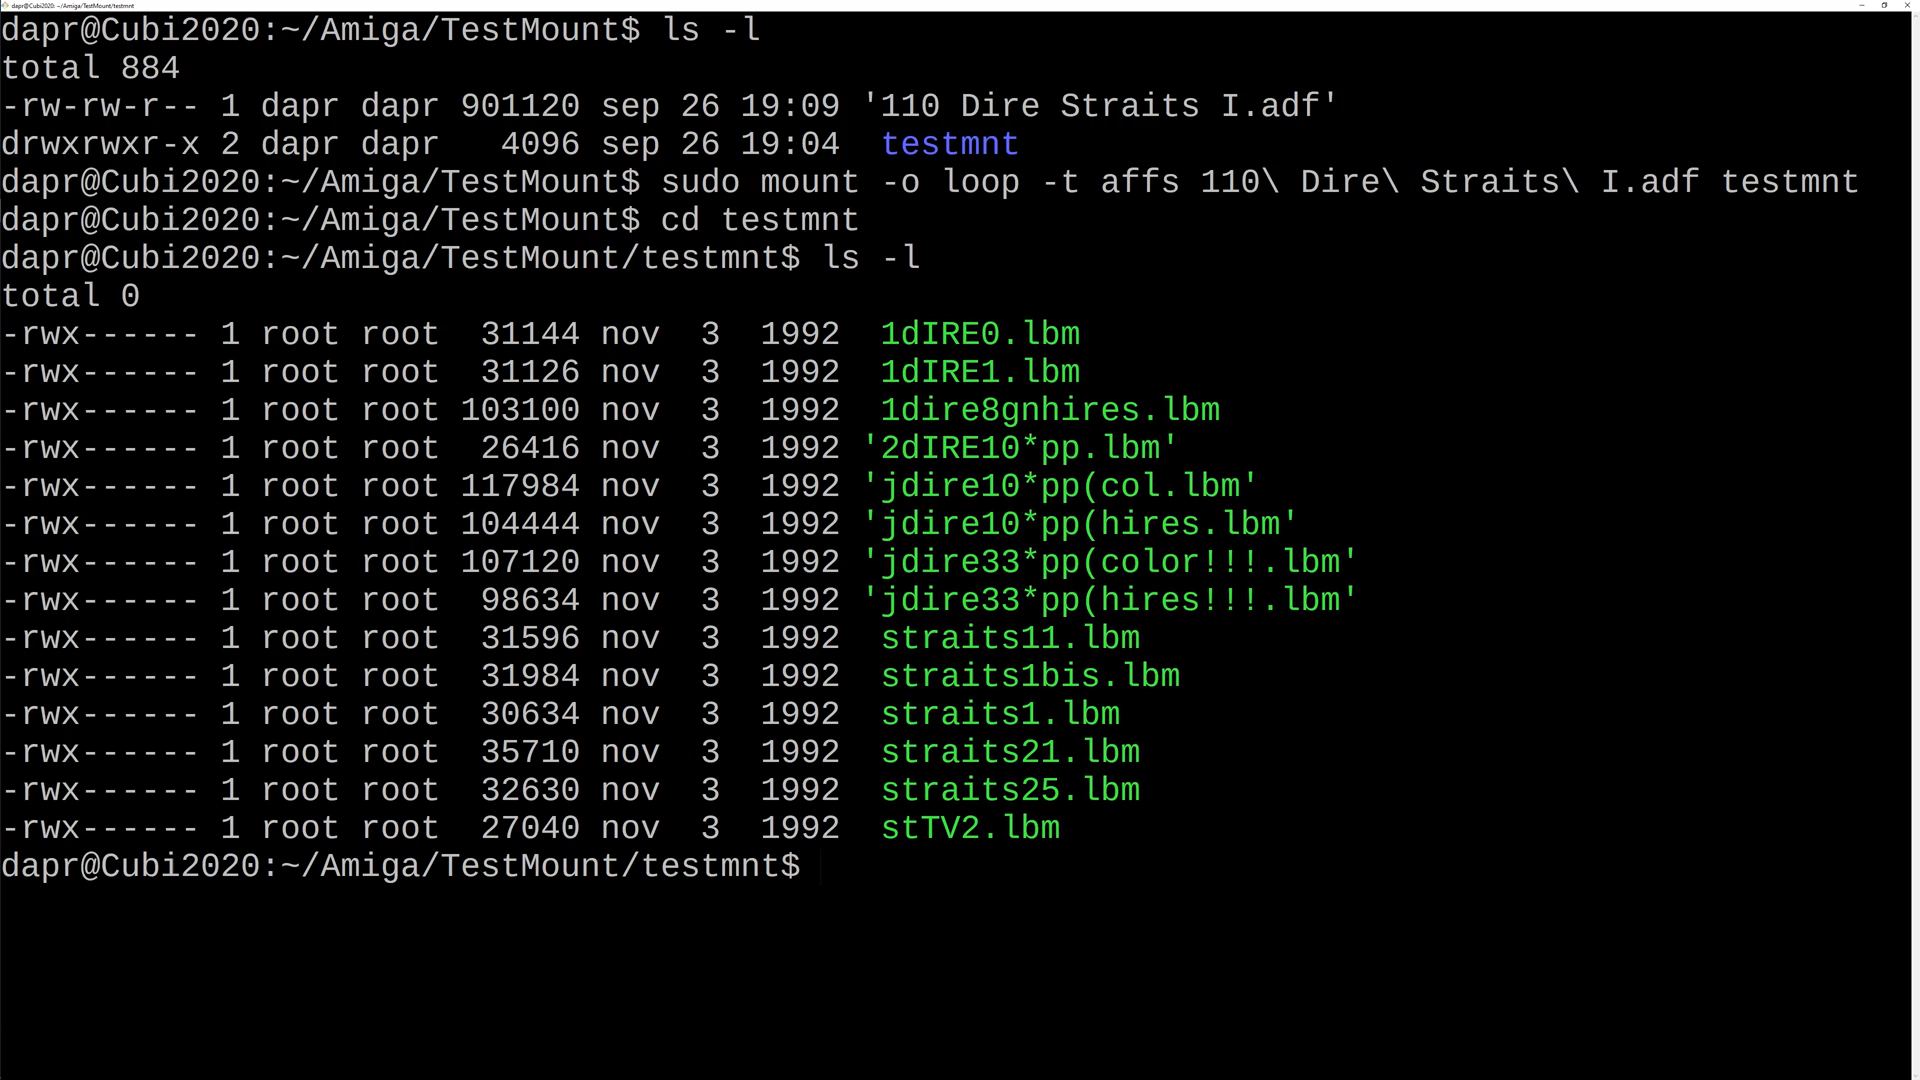 dapr@Cubi2020: ~/Amiga/TestMount/testmnt
dapr@Cubi2020:~/Amiga/TestMount$ ls -l
total 884
-rw-rw-r-- 1 dapr dapr 901120 sep 26 19:09 '110 Dire Straits I.adf'
drwxrwxr-x 2 dapr dapr   4096 sep 26 19:04  testmnt
dapr@Cubi2020:~/Amiga/TestMount$ sudo mount -o loop -t affs 110\ Dire\ Straits\ I.adf testmnt
dapr@Cubi2020:~/Amiga/TestMount$ cd testmnt
dapr@Cubi2020:~/Amiga/TestMount/testmnt$ ls -l
total 0
-rwx------ 1 root root  31144 nov  3  1992  1dIRE0.lbm
-rwx------ 1 root root  31126 nov  3  1992  1dIRE1.lbm
-rwx------ 1 root root 103100 nov  3  1992  1dire8gnhires.lbm
-rwx------ 1 root root  26416 nov  3  1992 '2dIRE10*pp.lbm'
-rwx------ 1 root root 117984 nov  3  1992 'jdire10*pp(col.lbm'
-rwx------ 1 root root 104444 nov  3  1992 'jdire10*pp(hires.lbm'
-rwx------ 1 root root 107120 nov  3  1992 'jdire33*pp(color!!!.lbm'
-rwx------ 1 root root  98634 nov  3  1992 'jdire33*pp(hires!!!.lbm'
-rwx------ 1 root root  31596 nov  3  1992  straits11.lbm
-rwx------ 1 root root  31984 nov  3  1992  straits1bis.lbm
-rwx------ 1 root root  30634 nov  3  1992  straits1.lbm
-rwx------ 1 root root  35710 nov  3  1992  straits21.lbm
-rwx------ 1 root root  32630 nov  3  1992  straits25.lbm
-rwx------ 1 root root  27040 nov  3  1992  stTV2.lbm
dapr@Cubi2020:~/Amiga/TestMount/testmnt$